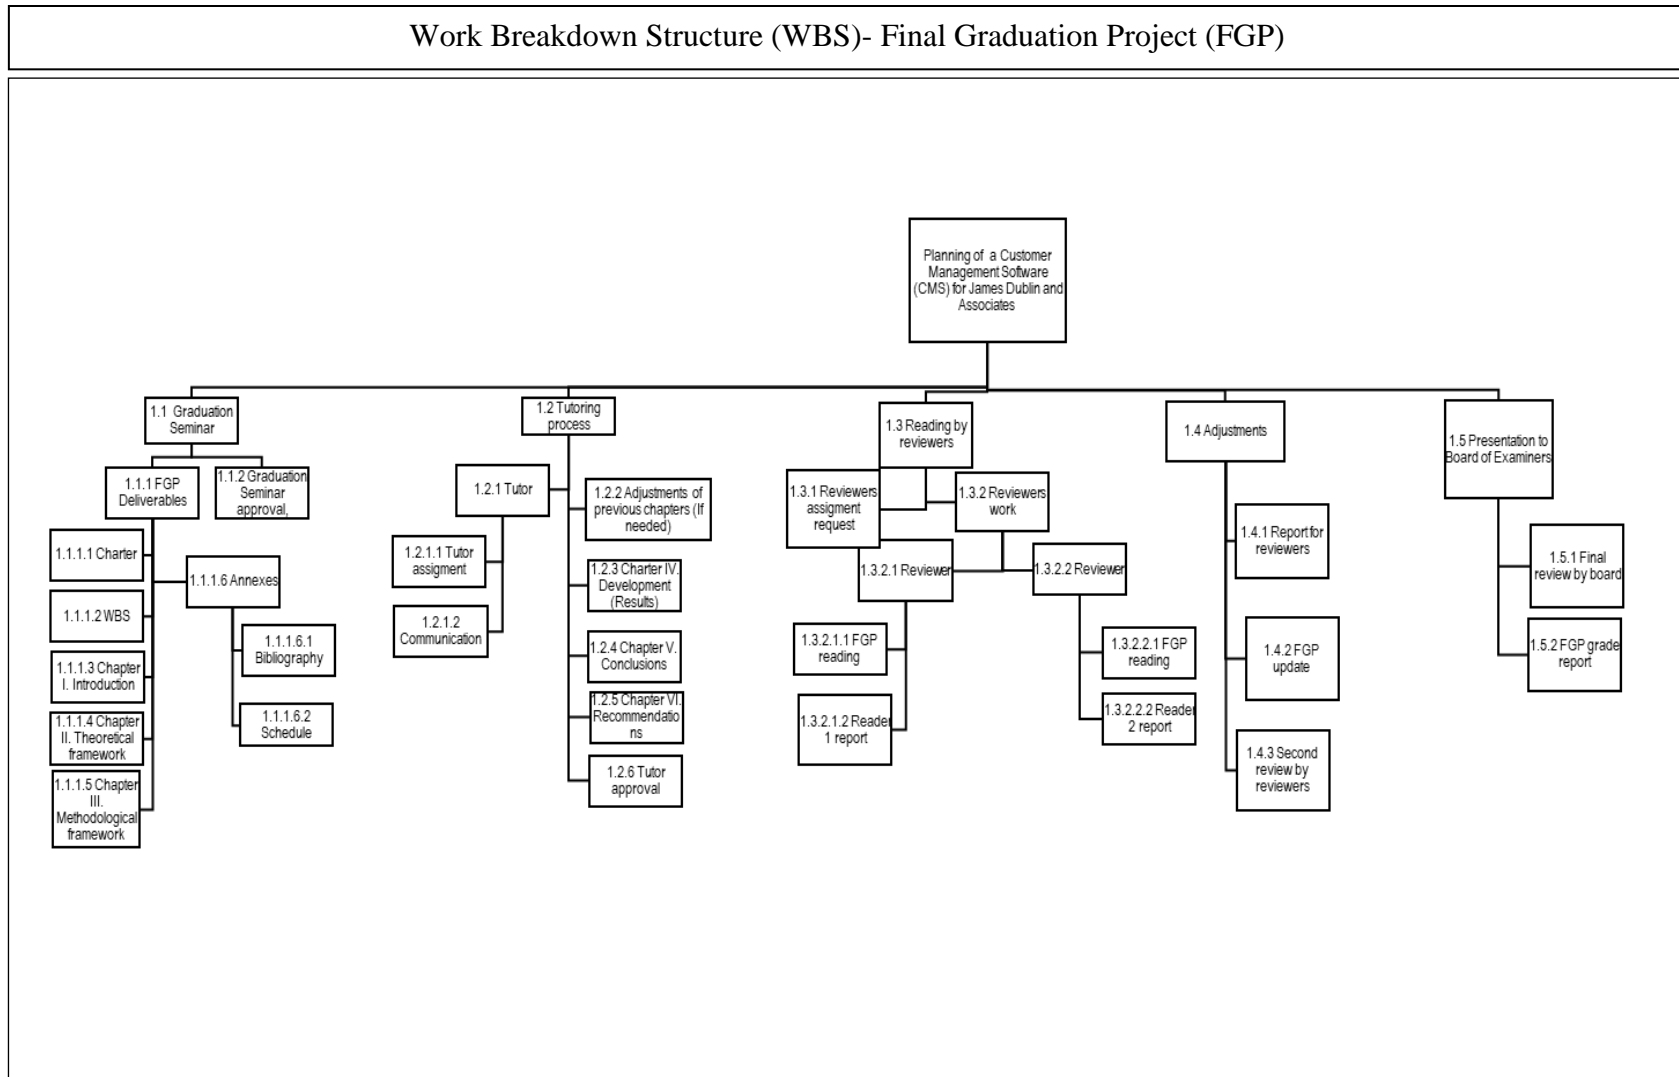 Work Breakdown Structure (WBS)- Final Graduation Project (FGP)
Planning of a Customer
Management Software
(CMS) for James Dublin and
Associates
1.1 Graduation
Seminar
1.1.1 FGP
Deliverables
1.1.2 Graduation
Seminar
approval,
1.1.1.1 Charter
1.1.1.2 WBS
1.1.1.3 Chapter
I. Introduction
1.1.1.4 Chapter
II. Theoretical
framework
1.1.1.5 Chapter
III.
Methodological
framework
1.1.1.6 Annexes
1.1.1.6.1
Bibliography
1.1.1.6.2
Schedule
1.2 Tutoring
process
1.2.1 Tutor
1.2.1.1 Tutor
assigment
1.2.1.2
Communication
1.2.2 Adjustments of
previous chapters (If
needed)
1.2.3 Charter IV.
Development
(Results)
1.2.4 Chapter V.
Conclusions
1.2.5 Chapter VI.
Recommendatio
ns
1.2.6 Tutor
approval
1.3 Reading by
reviewers
1.3.1 Reviewers
assigment
request
1.3.2 Reviewers
work
1.3.2.1 Reviewer
1.3.2.1.1 FGP
reading
1.3.2.1.2 Reader
1 report
1.3.2.2 Reviewer
1.3.2.2.1 FGP
reading
1.3.2.2.2 Reader
2 report
1.4 Adjustments
1.4.1 Report for
reviewers
1.4.2 FGP
update
1.4.3 Second
review by
reviewers
1.5 Presentation to
Board of Examiners
1.5.1 Final
review by board
1.5.2 FGP grade
report